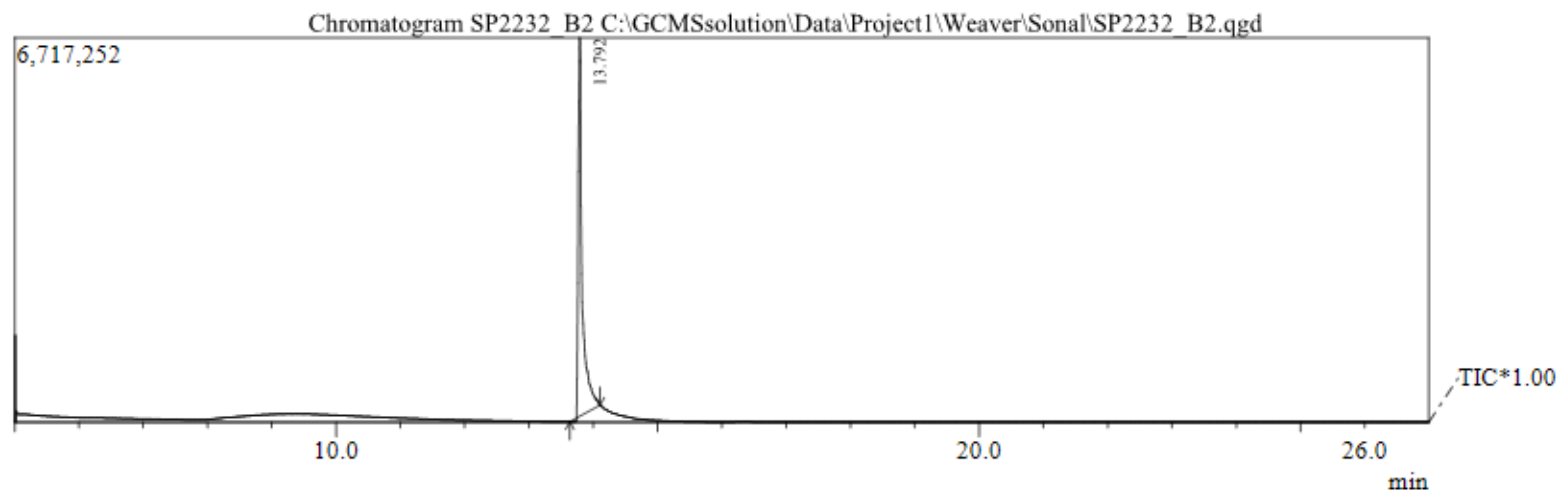 Chromatogram SP2232_B2 C:\GCMSsolution\Data\Project1\Weaver\Sonal\SP2232_B2.qgd
6,717,252
13.792
TIC*1.00
10.0 20.0 26.0
min